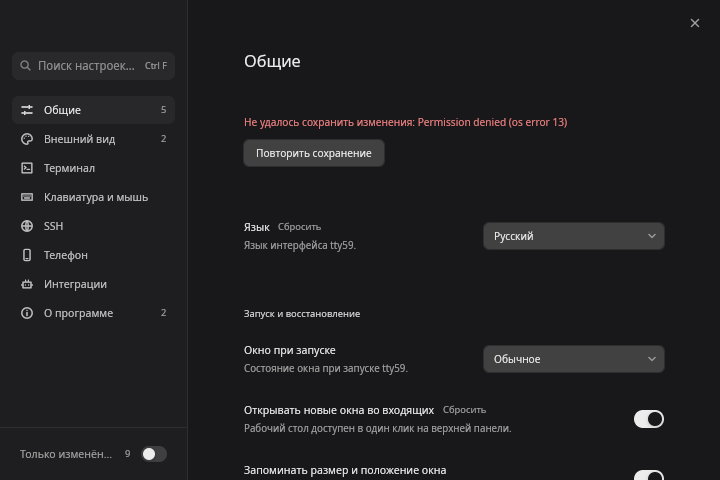 Поиск настроек... Ctrl F
Общие 5
Внешний вид 2
Терминал
Клавиатура и мышь
SSH
Телефон
Интеграции
О программе 2
Только изменён... 9
Общие
Не удалось сохранить изменения: Permission denied (os error 13)
Повторить сохранение
Язык Сбросить
Язык интерфейса tty59.
Русский
Запуск и восстановление
Окно при запуске
Состояние окна при запуске tty59.
Обычное
Открывать новые окна во входящих Сбросить
Рабочий стол доступен в один клик на верхней панели.
Запоминать размер и положение окна